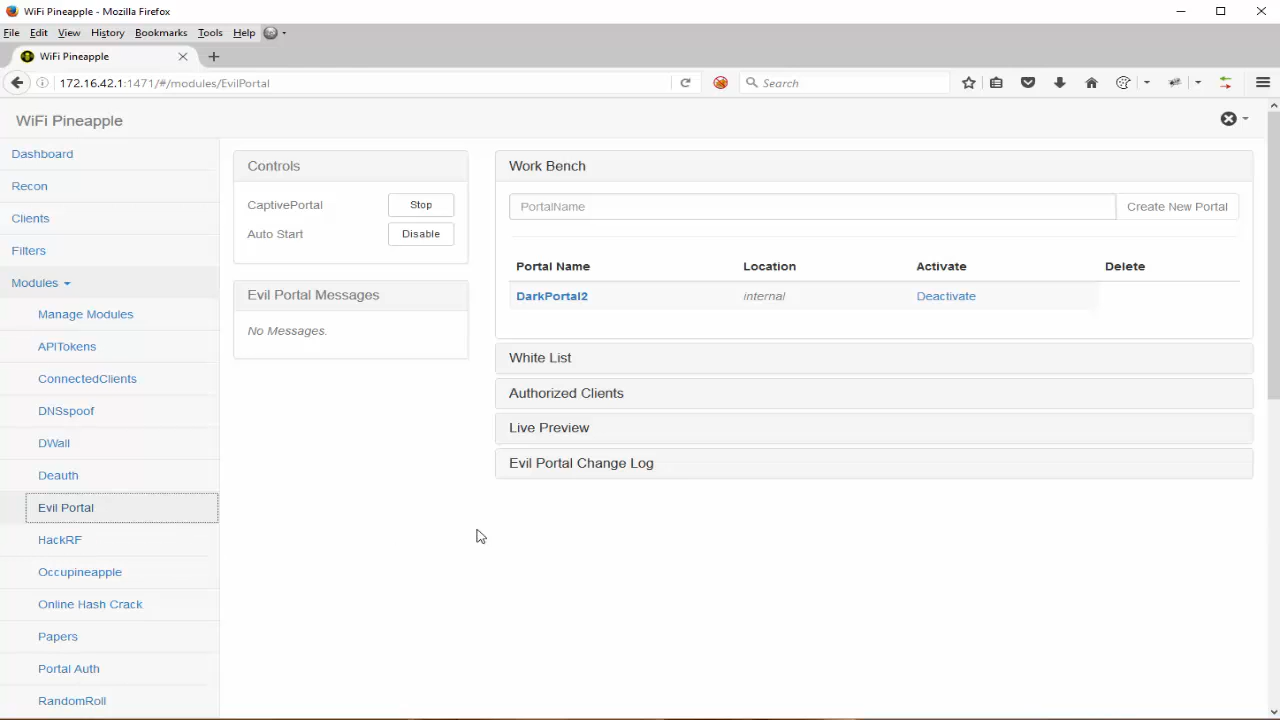 WiFi Pineapple - Mozilla Firefox
File Edit View History Bookmarks Tools Help
WiFi Pineapple
172.16.42.1:1471/#/modules/EvilPortal
Search
WiFi Pineapple
Dashboard
Recon
Clients
Filters
Modules
Manage Modules
APITokens
ConnectedClients
DNSspoof
DWall
Deauth
Evil Portal
HackRF
Occupineapple
Online Hash Crack
Papers
Portal Auth
RandomRoll
Controls
CaptivePortal Stop
Auto Start Disable
Evil Portal Messages
No Messages.
Work Bench
PortalName Create New Portal
Portal Name Location Activate Delete
DarkPortal2 internal Deactivate
White List
Authorized Clients
Live Preview
Evil Portal Change Log